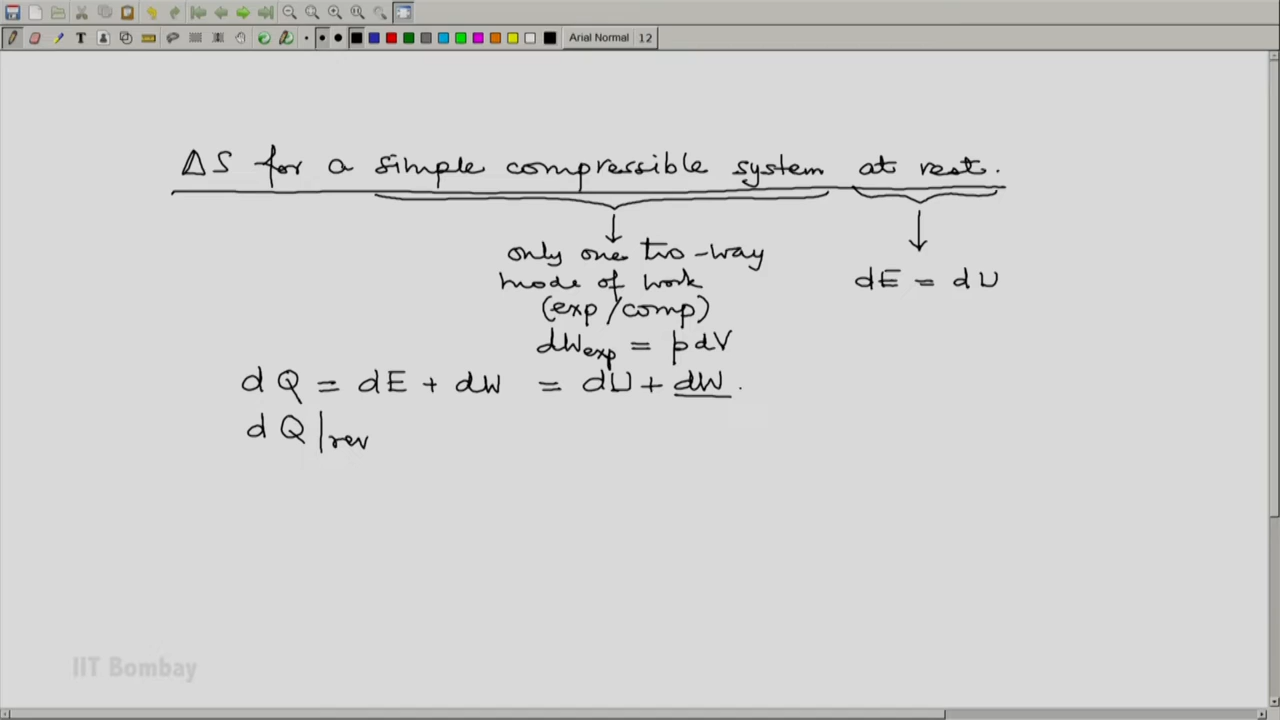 Arial Normal 12
ΔS for a simple compressible system at rest.
only one two-way
mode of work
(exp/comp)
dW_exp = pdV
dE = dU
dQ = dE + dW = dU + dW.
dQ|rev
IIT Bombay